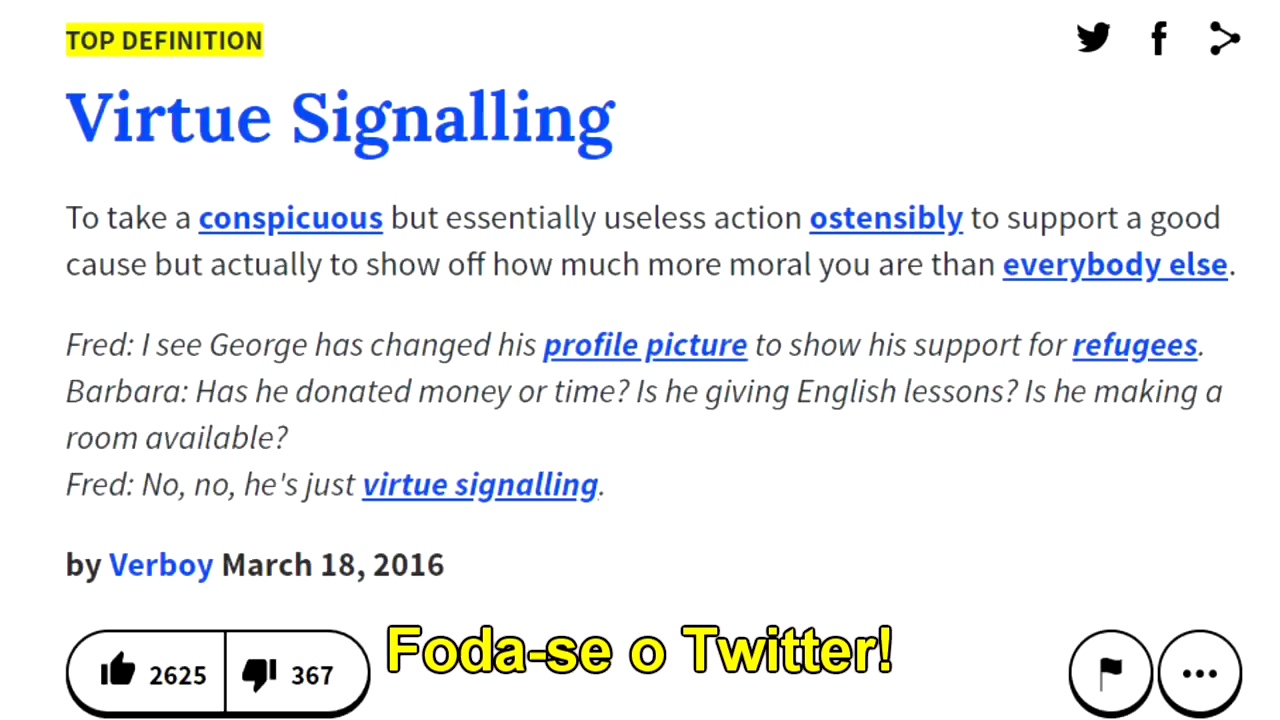 TOP DEFINITION
Virtue Signalling
To take a conspicuous but essentially useless action ostensibly to support a good
cause but actually to show off how much more moral you are than everybody else.
Fred: I see George has changed his profile picture to show his support for refugees.
Barbara: Has he donated money or time? Is he giving English lessons? Is he making a
room available?
Fred: No, no, he's just virtue signalling.
by Verboy March 18, 2016
2625 367
Foda-se o Twitter!